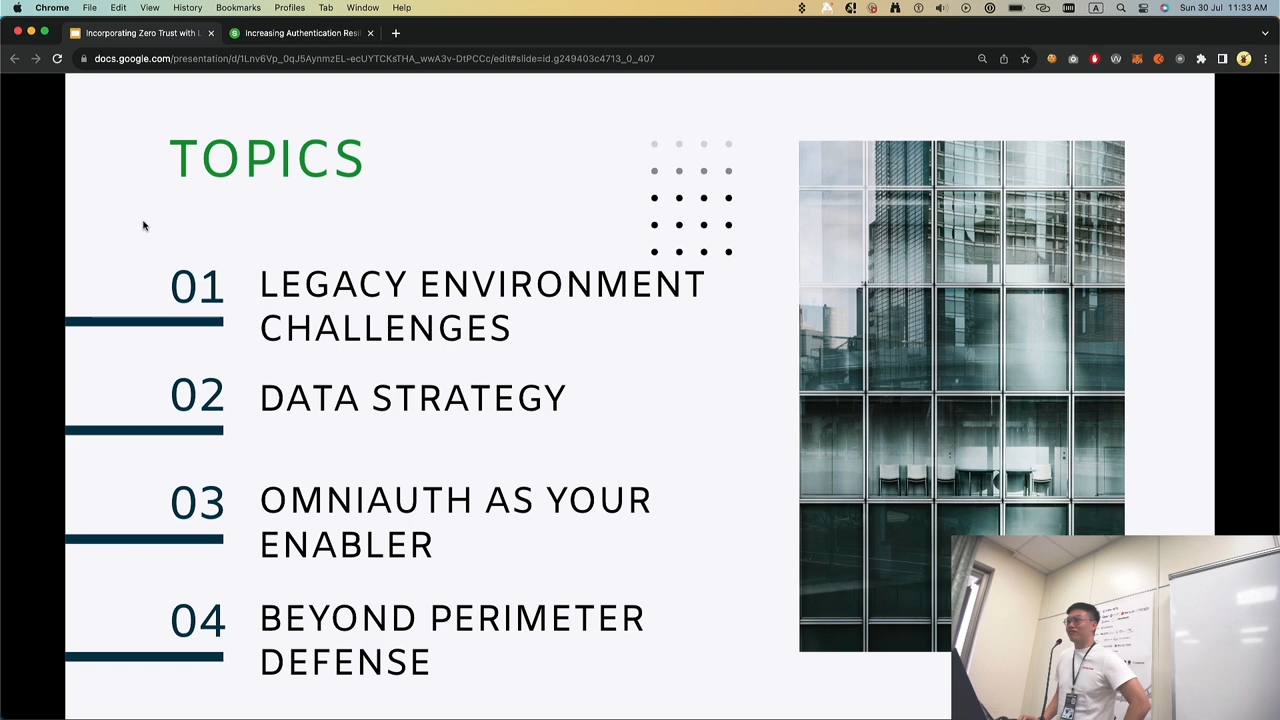 Chrome File Edit View History Bookmarks Profiles Tab Window Help
Sun 30 Jul 11:33 AM
Incorporating Zero Trust with L
Increasing Authentication Resil
docs.google.com/presentation/d/1Lnv6Vp_0qJ5AynmzEL-ecUYTCKsTHA_wwA3v-DtPCCc/edit#slide=id.g249403c4713_0_407
TOPICS
01 LEGACY ENVIRONMENT
CHALLENGES
02 DATA STRATEGY
03 OMNIAUTH AS YOUR
ENABLER
04 BEYOND PERIMETER
DEFENSE